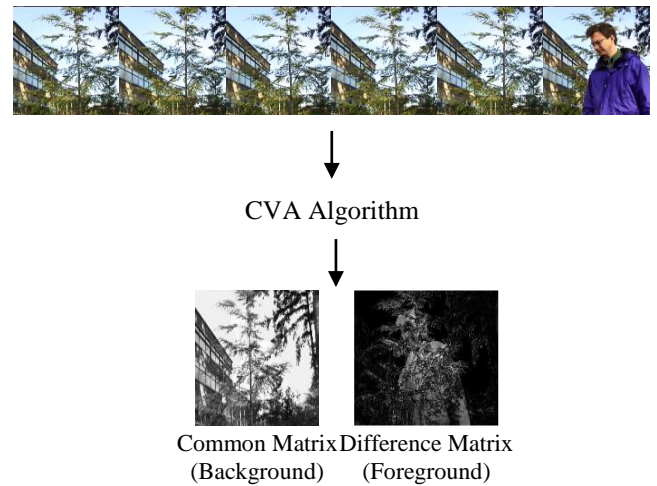 CVA Algorithm
Common Matrix Difference Matrix
(Background) (Foreground)